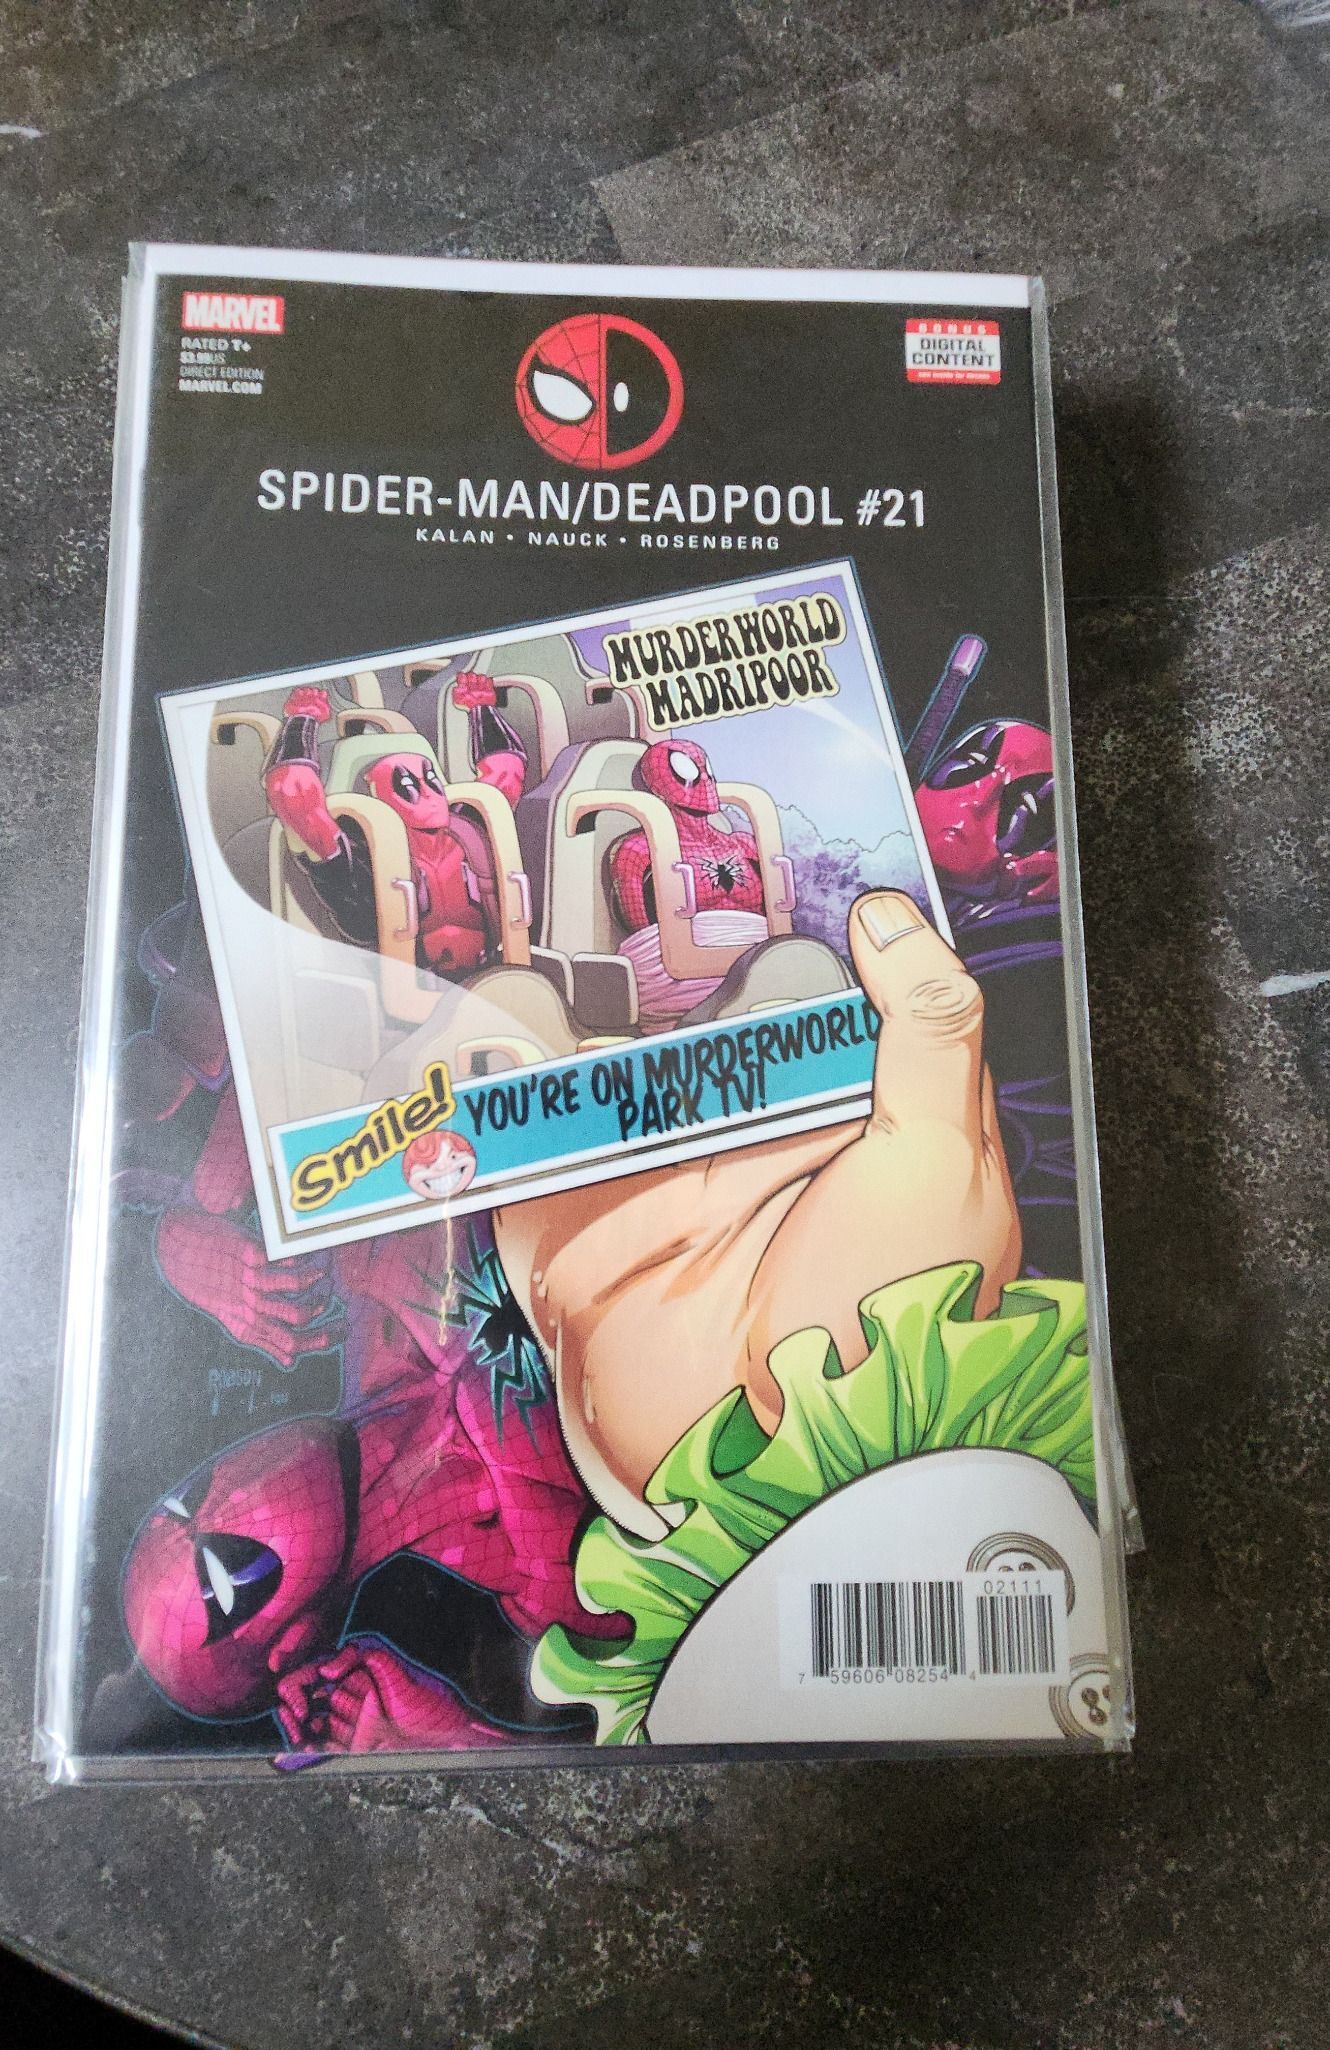 MARVEL
RATED T+
$3.99US
DIRECT EDITION
MARVEL.COM
BONUS
DIGITAL
CONTENT
SPIDER-MAN/DEADPOOL #21
KALAN • NAUCK • ROSENBERG
MURDERWORLD
MADRIPOOR
Smile!
YOU'RE ON MURDERWORLD
PARK TV!
02111
7 59606 08254 4